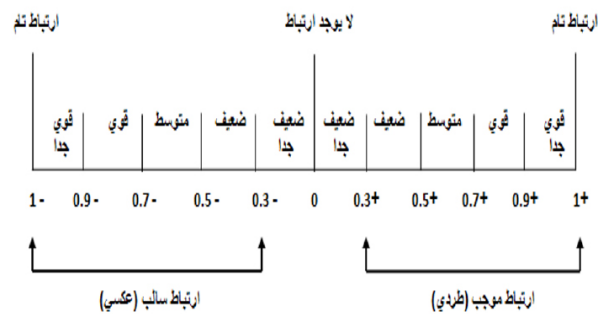 ارتباط تام لا يوجد ارتباط ارتباط تام
قوي جدا قوي متوسط ضعيف ضعيف جدا ضعيف جدا ضعيف متوسط قوي قوي جدا
1 - 0.9 - 0.7 - 0.5 - 0.3 - 0 0.3+ 0.5+ 0.7+ 0.9+ 1+
ارتباط سالب (عكسي) ارتباط موجب (طردي)